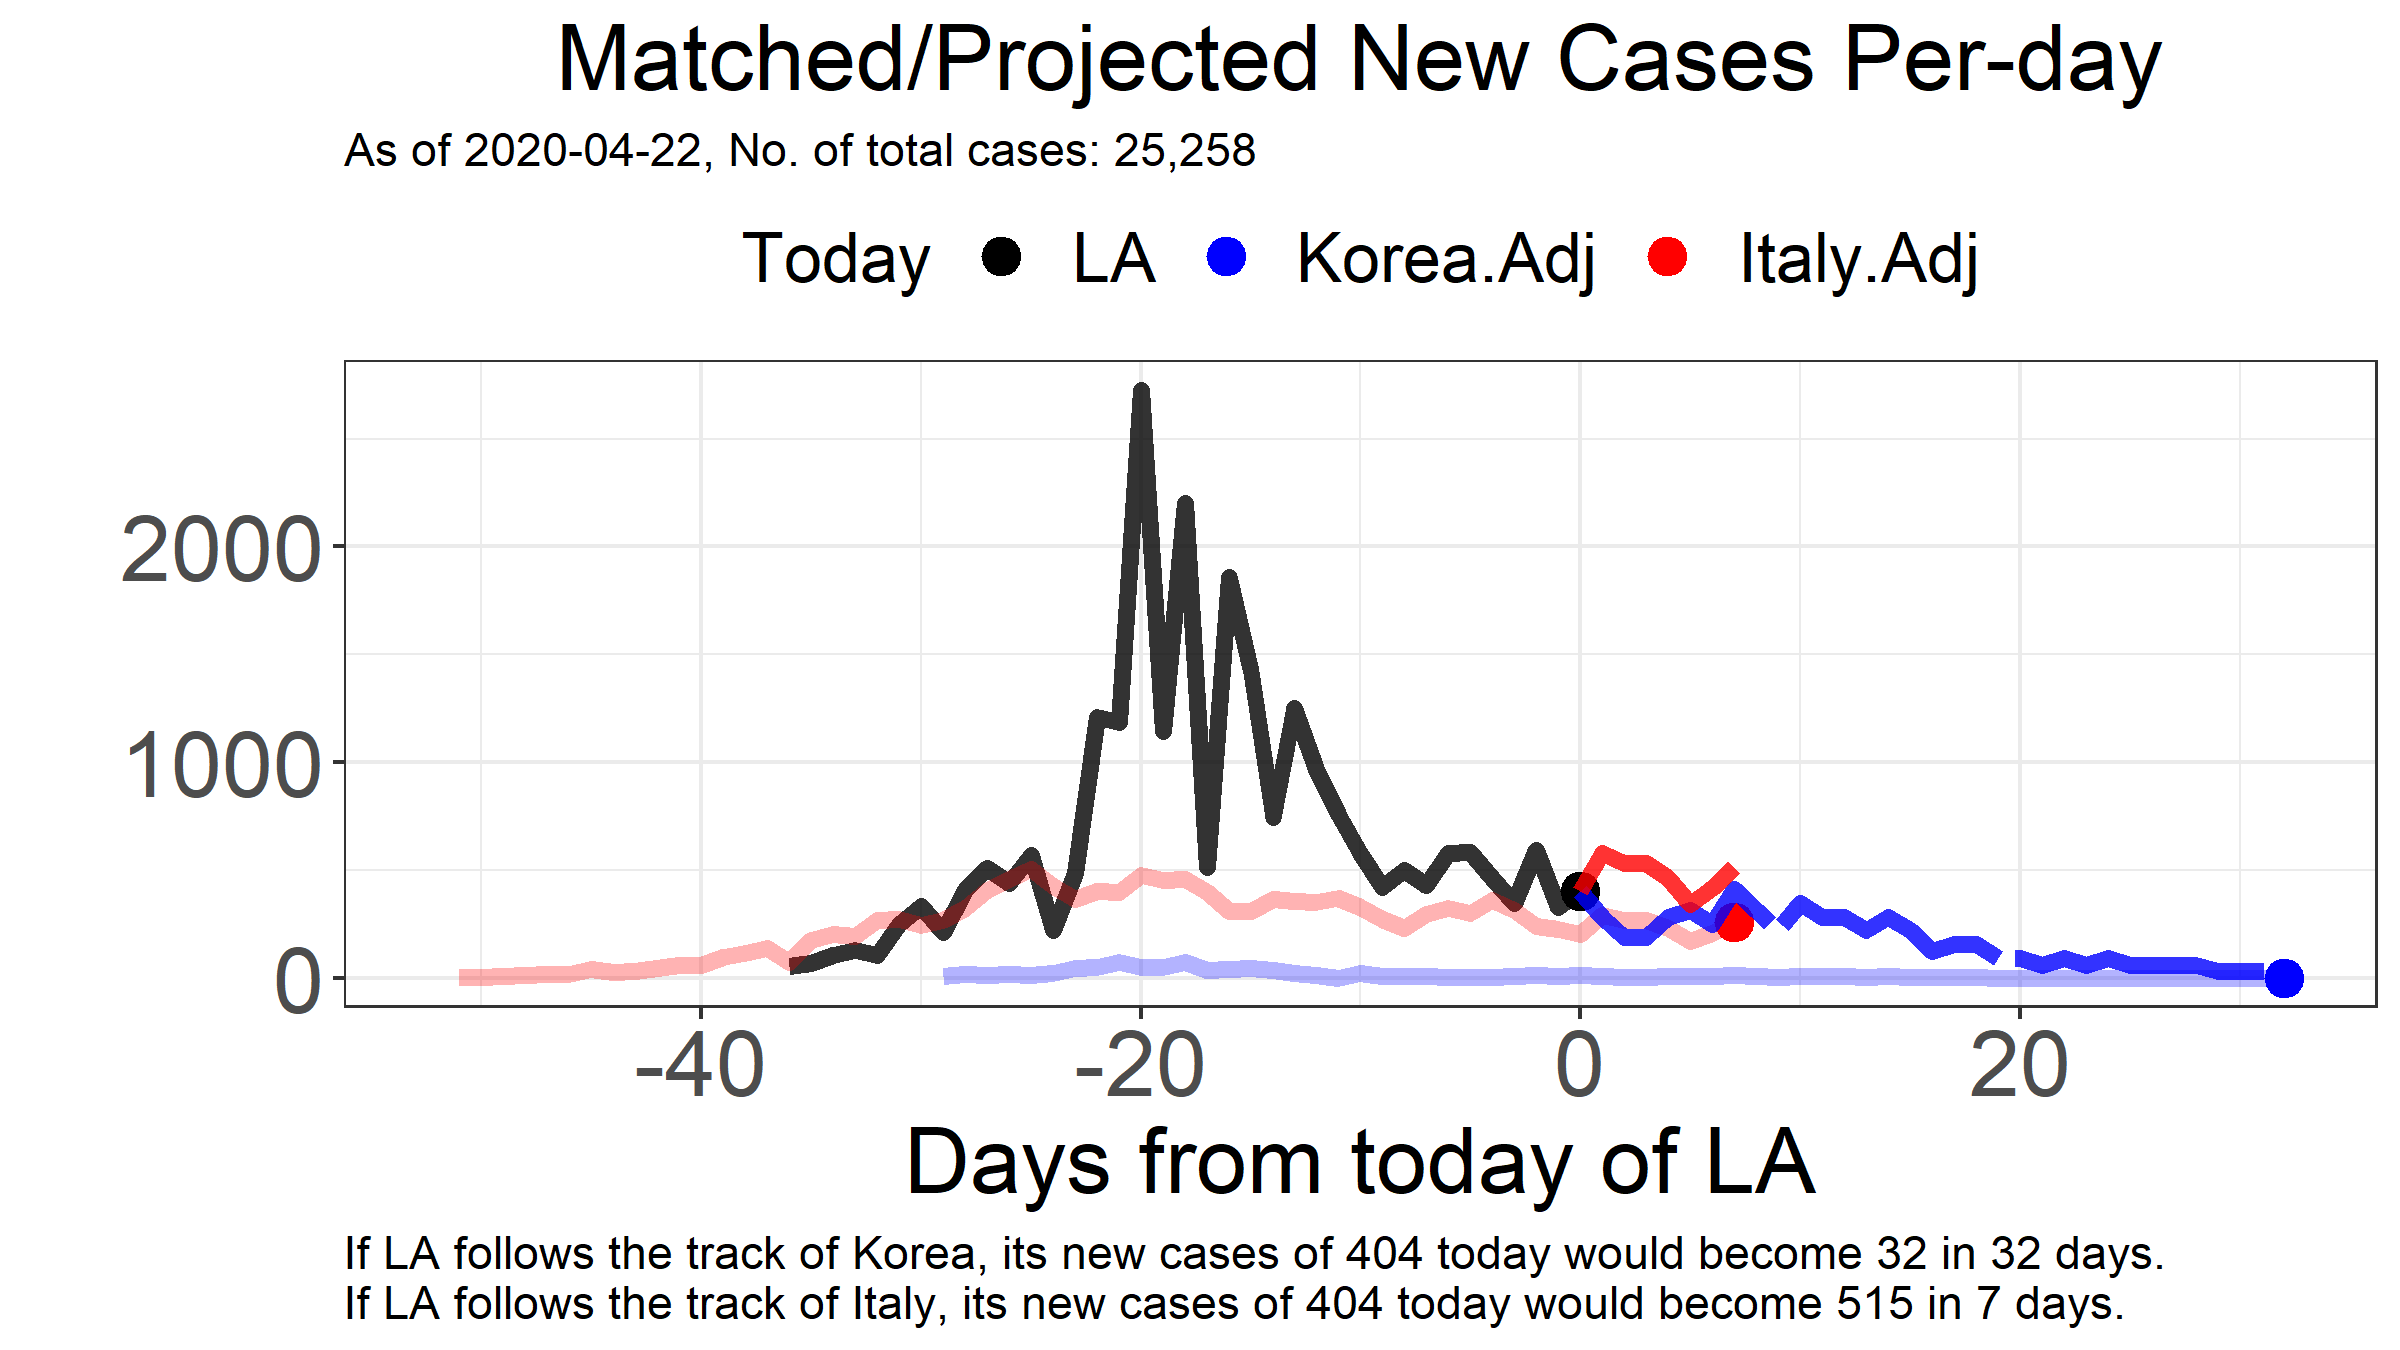 Matched/Projected New Cases Per-day
As of 2020-04-22, No. of total cases: 25,258
Today LA Korea.Adj Italy.Adj
2000
1000
0
-40 -20 0 20
Days from today of LA
If LA follows the track of Korea, its new cases of 404 today would become 32 in 32 days.
If LA follows the track of Italy, its new cases of 404 today would become 515 in 7 days.